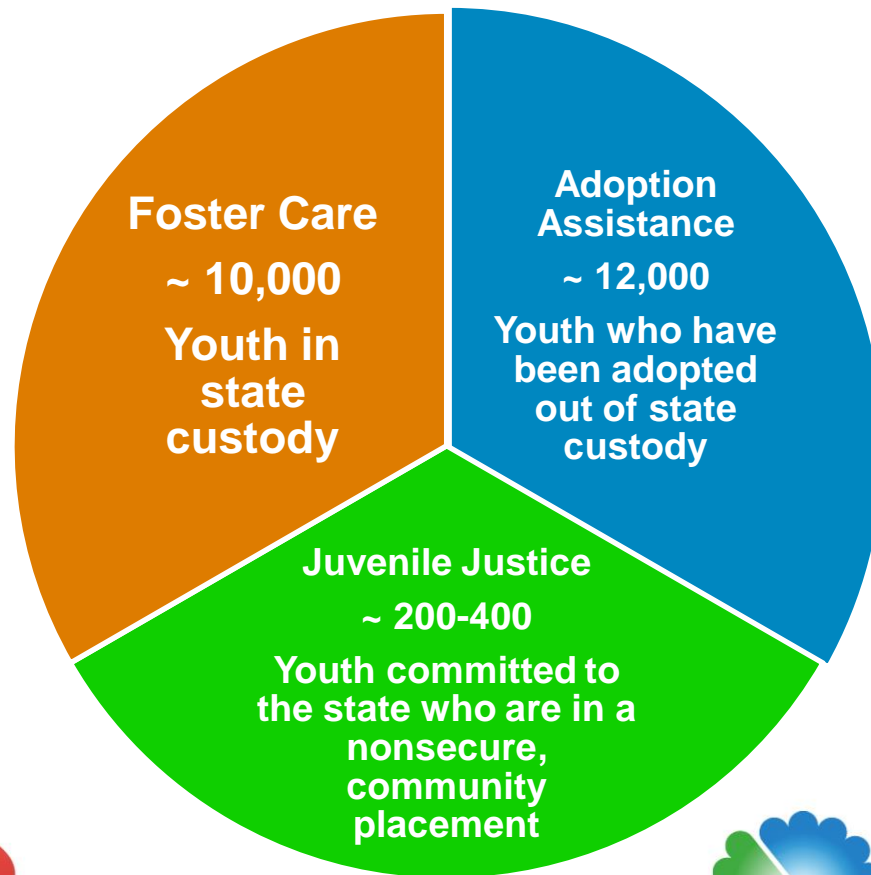 Foster Care
~ 10,000
Youth in
state
custody
Adoption
Assistance
~ 12,000
Youth who have
been adopted
out of state
custody
Juvenile Justice
~ 200-400
Youth committed to
the state who are in a
nonsecure,
community
placement